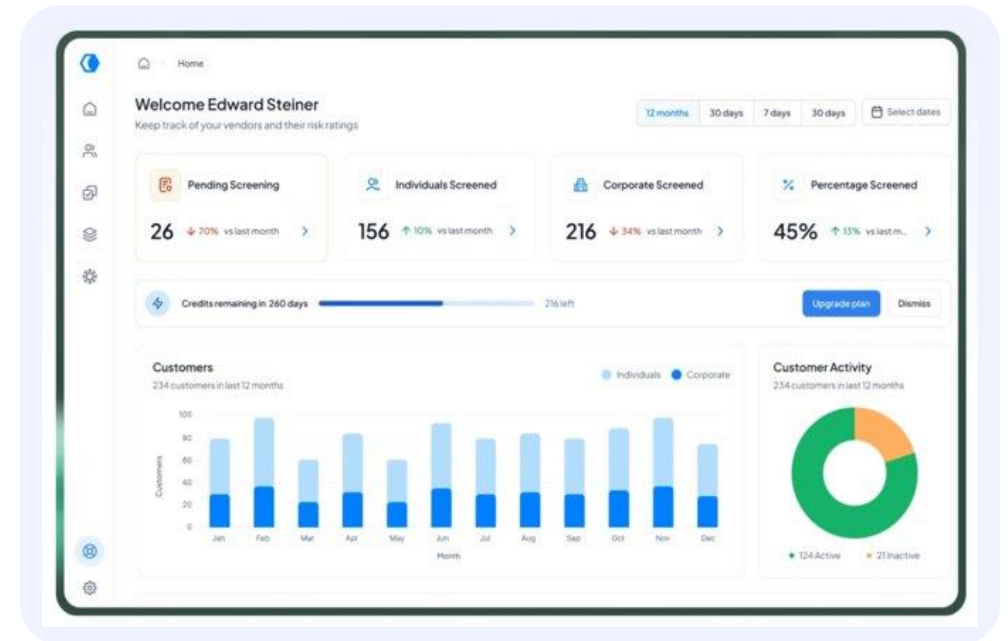 Home
Welcome Edward Steiner
Keep track of your vendors and their risk ratings
12 months 30 days 7 days 30 days Select dates
Pending Screening
26 20% vs last month
Individuals Screened
156 10% vs last month
Corporate Screened
216 34% vs last month
Percentage Screened
45% 13% vs last m...
Credits remaining in 260 days 216 left Upgrade plan Dismiss
Customers
234 customers in last 12 months
Individuals Corporate
100
80
60
40
20
0
Customers
Jan Feb Mar Apr May Jun Jul Aug Sep Oct Nov Dec
Month
Customer Activity
234 customers in last 12 months
124 Active 21 Inactive